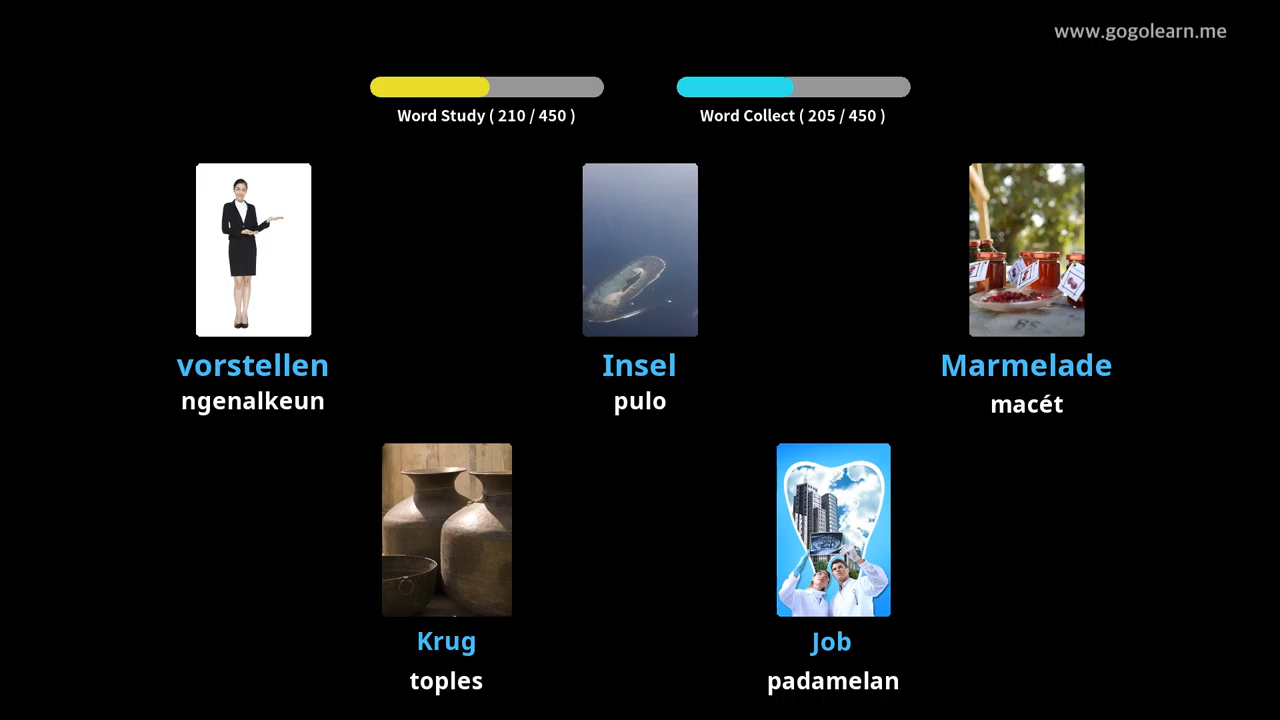 www.gogolearn.me
Word Study ( 210 / 450 )
Word Collect ( 205 / 450 )
vorstellen
ngenalkeun
Insel
pulo
Marmelade
macét
Krug
toples
Job
padamelan